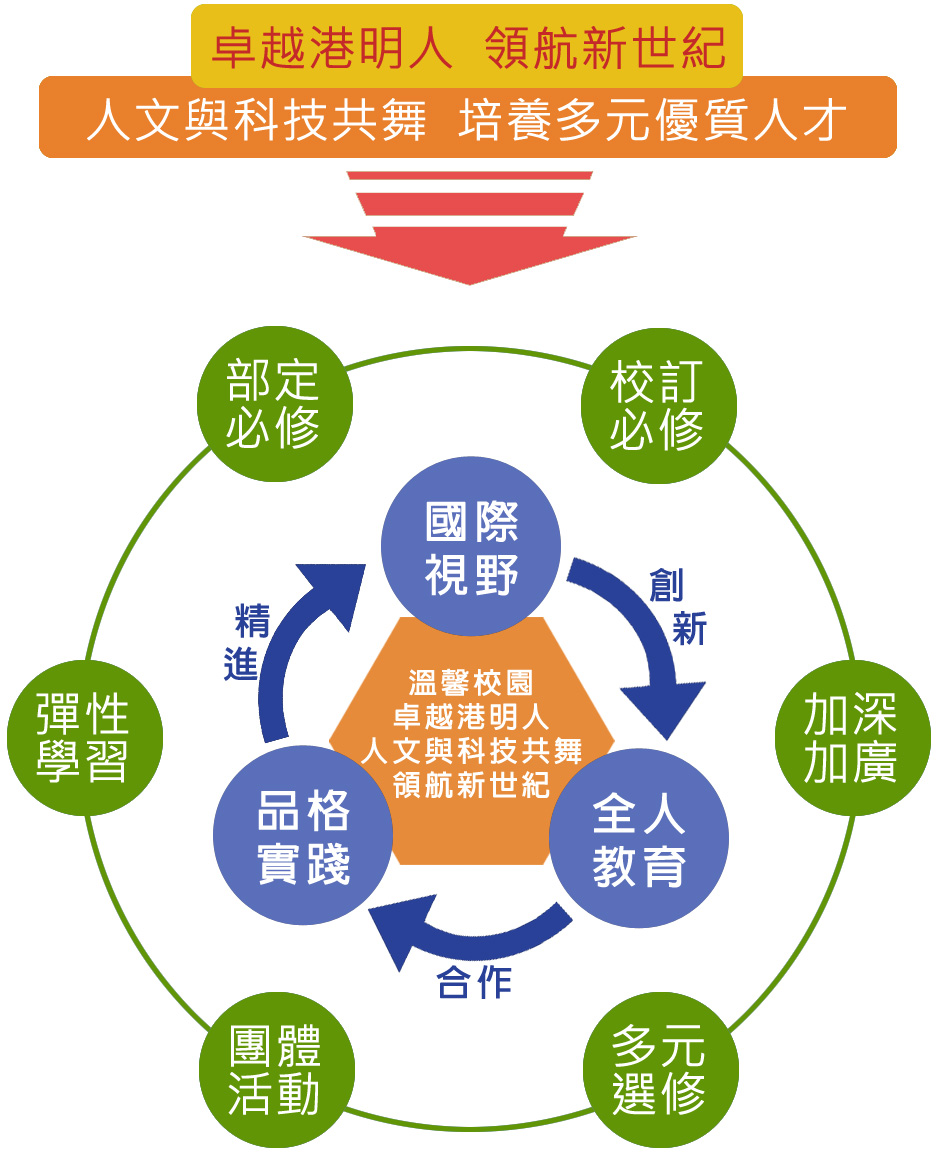 卓越港明人 領航新世紀
人文與科技共舞 培養多元優質人才
部定
必修
校訂
必修
國際
視野
創
新
精
進
溫馨校園
卓越港明人
人文與科技共舞
領航新世紀
彈性
學習
加深
加廣
品格
實踐
全人
教育
合作
團體
活動
多元
選修